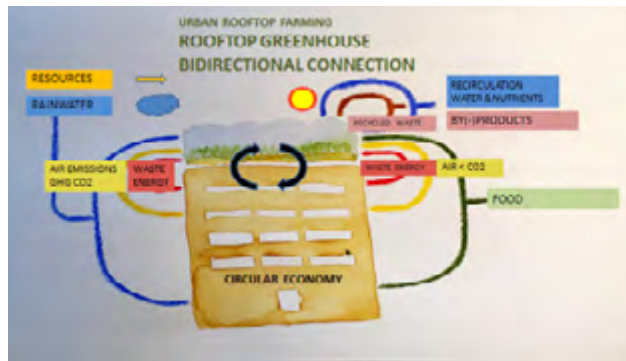 URBAN ROOFTOP FARMING
ROOFTOP GREENHOUSE
BIDIRECTIONAL CONNECTION
RESOURCES
RAINWATER
RECIRCULATION
WATER & NUTRIENTS
RECYCLED WASTE
BY(-)PRODUCTS
AIR EMISSIONS
GHG CO2
WASTE
ENERGY
WASTE ENERGY
AIR < CO2
FOOD
CIRCULAR ECONOMY